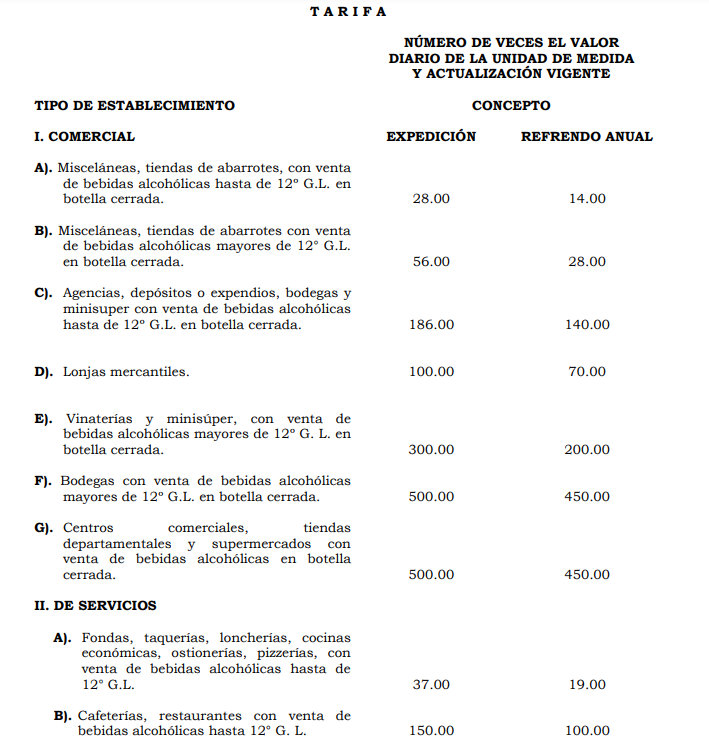 TARIFA
NÚMERO DE VECES EL VALOR
DIARIO DE LA UNIDAD DE MEDIDA
Y ACTUALIZACIÓN VIGENTE
TIPO DE ESTABLECIMIENTO CONCEPTO
I. COMERCIAL EXPEDICIÓN REFRENDO ANUAL
A). Misceláneas, tiendas de abarrotes, con venta
de bebidas alcohólicas hasta de 12º G.L. en
botella cerrada. 28.00 14.00
B). Misceláneas, tiendas de abarrotes con venta
de bebidas alcohólicas mayores de 12° G.L.
en botella cerrada. 56.00 28.00
C). Agencias, depósitos o expendios, bodegas y
minisuper con venta de bebidas alcohólicas
hasta de 12º G.L. en botella cerrada. 186.00 140.00
D). Lonjas mercantiles. 100.00 70.00
E). Vinaterías y minisúper, con venta de
bebidas alcohólicas mayores de 12º G. L. en
botella cerrada. 300.00 200.00
F). Bodegas con venta de bebidas alcohólicas
mayores de 12º G.L. en botella cerrada. 500.00 450.00
G). Centros comerciales, tiendas
departamentales y supermercados con
venta de bebidas alcohólicas en botella
cerrada. 500.00 450.00
II. DE SERVICIOS
A). Fondas, taquerías, loncherías, cocinas
económicas, ostionerías, pizzerías, con
venta de bebidas alcohólicas hasta de
12° G.L. 37.00 19.00
B). Cafeterías, restaurantes con venta de
bebidas alcohólicas hasta 12° G. L. 150.00 100.00